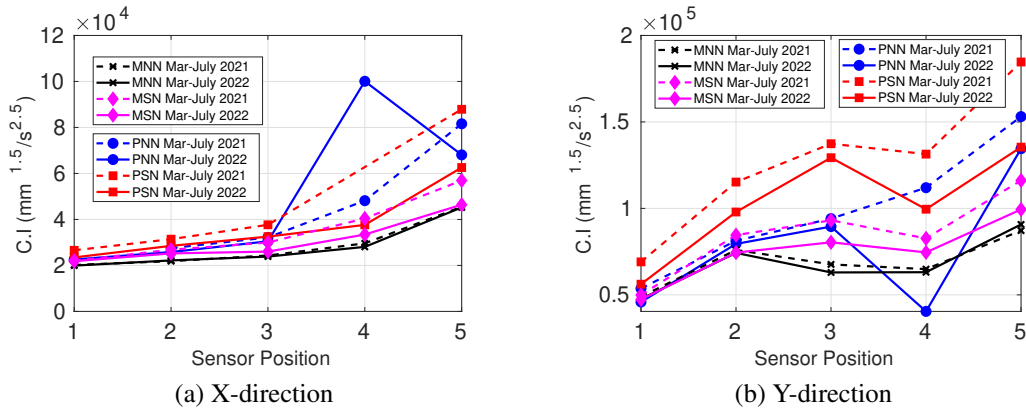 ×10⁴
12
10
8
6
4
2
0
C.I (mm ^1.5/s^2.5)
MNN Mar-July 2021
MNN Mar-July 2022
MSN Mar-July 2021
MSN Mar-July 2022
PNN Mar-July 2021
PNN Mar-July 2022
PSN Mar-July 2021
PSN Mar-July 2022
1 2 3 4 5
Sensor Position
(a) X-direction
×10⁵
2
1.5
1
0.5
C.I (mm ^1.5/s^2.5)
MNN Mar-July 2021
MNN Mar-July 2022
MSN Mar-July 2021
MSN Mar-July 2022
PNN Mar-July 2021
PNN Mar-July 2022
PSN Mar-July 2021
PSN Mar-July 2022
1 2 3 4 5
Sensor Position
(b) Y-direction